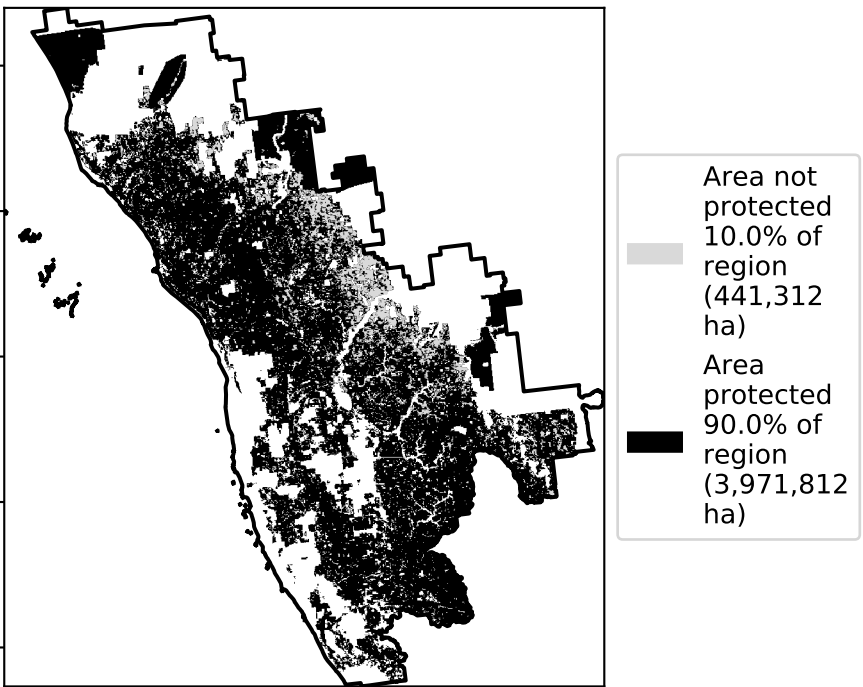 Area not
protected
10.0% of
region
(441,312
ha)
Area
protected
90.0% of
region
(3,971,812
ha)